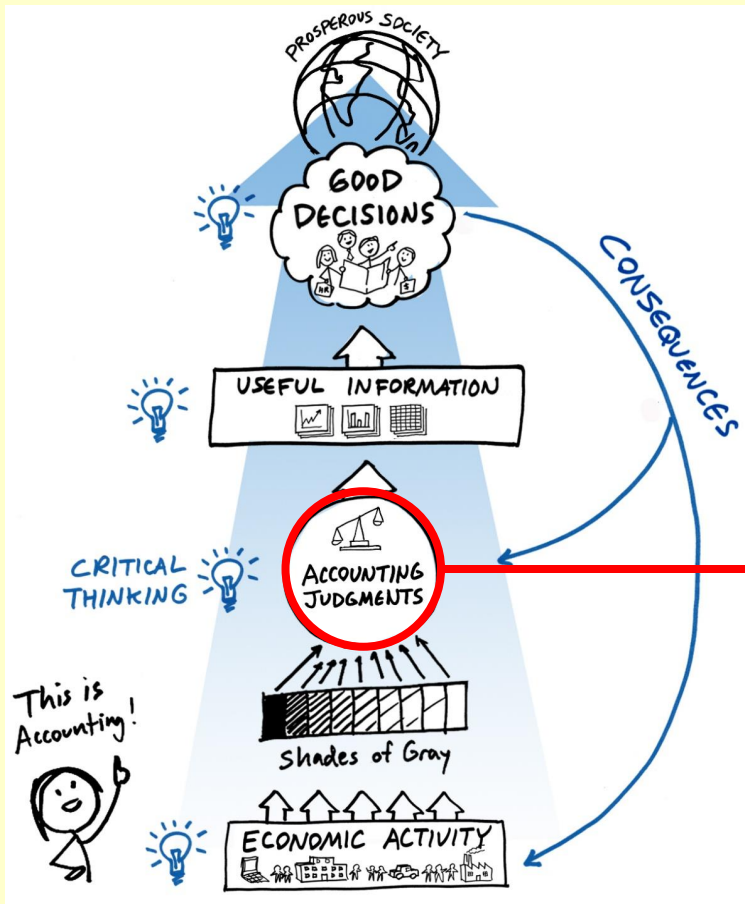 PROSPEROUS SOCIETY
GOOD
DECISIONS
HR
$
CONSEQUENCES
USEFUL INFORMATION
CRITICAL
THINKING
ACCOUNTING
JUDGMENTS
Shades of Gray
This is
Accounting!
ECONOMIC ACTIVITY